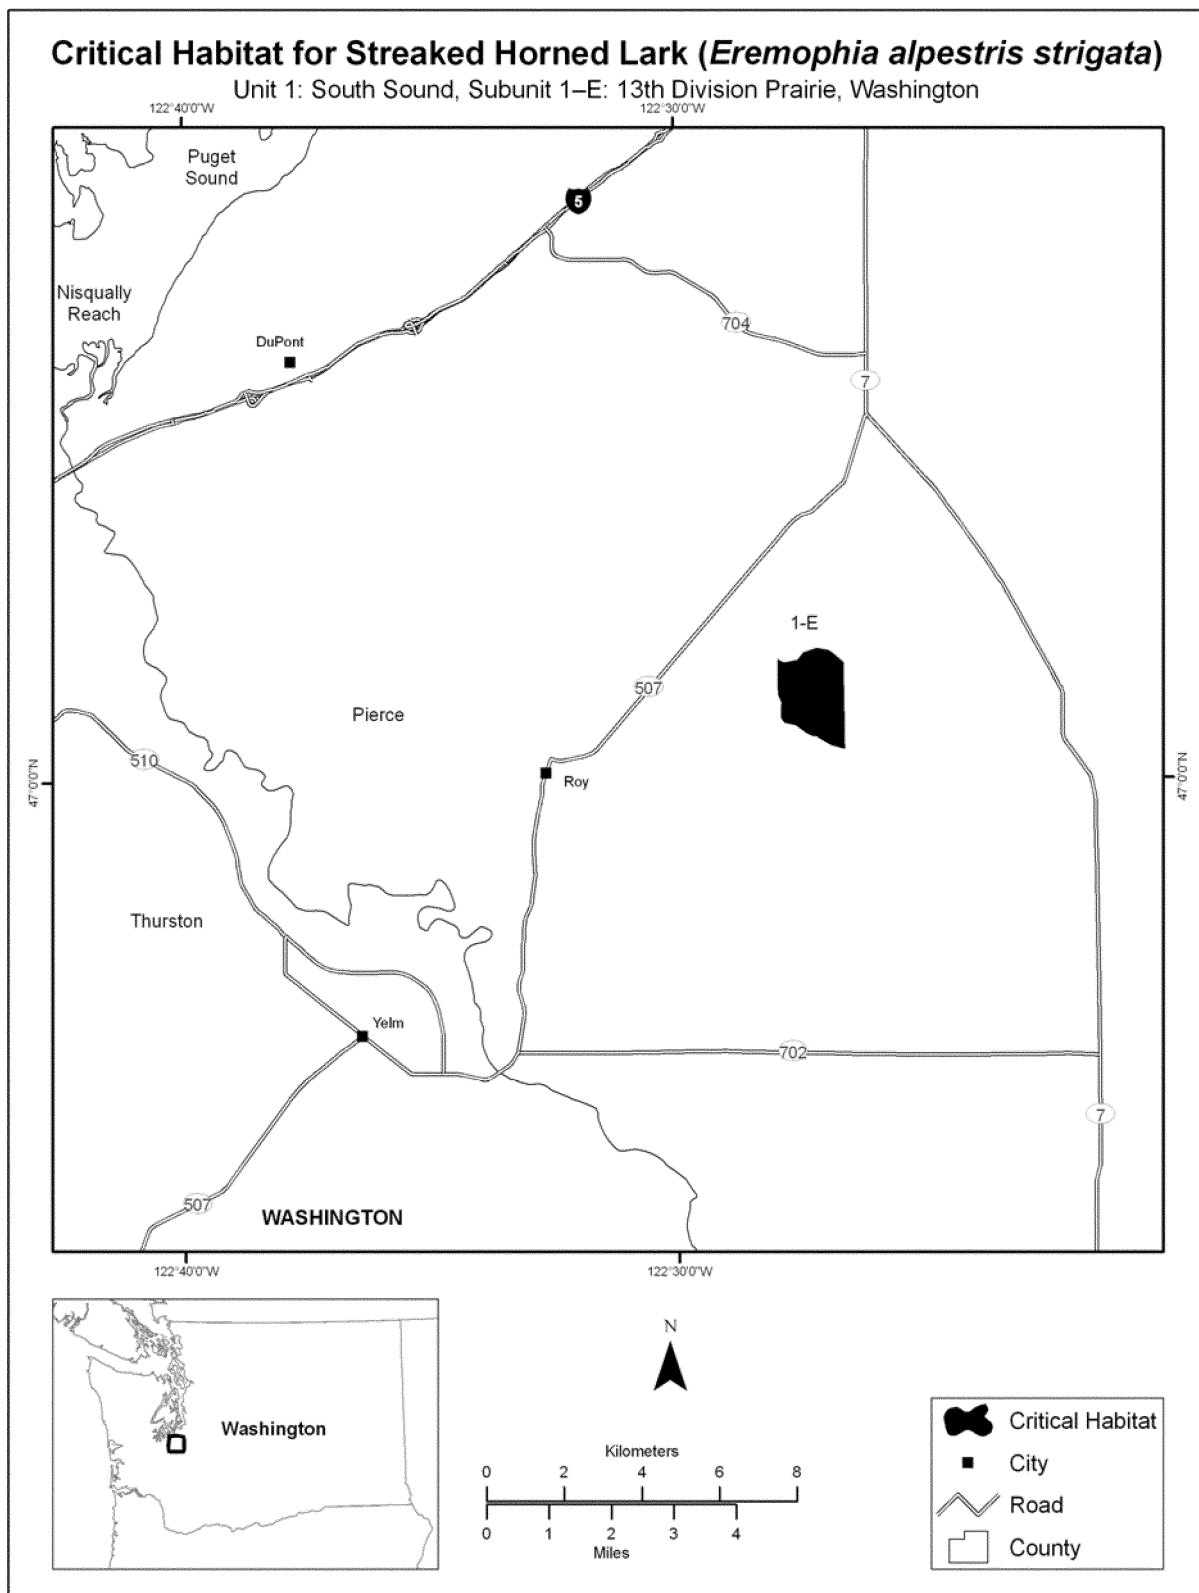 Critical Habitat for Streaked Horned Lark (Eremophia alpestris strigata)
Unit 1: South Sound, Subunit 1–E: 13th Division Prairie, Washington
122°40'0"W
122°30'0"W
Puget
Sound
5
Nisqually
Reach
704
DuPont
7
1-E
507
Pierce
510
47°0'0"N
47°0'0"N
Roy
Thurston
Yelm
702
7
507
WASHINGTON
122°40'0"W
122°30'0"W
Washington
N
Kilometers
0 2 4 6 8
0 1 2 3 4
Miles
Critical Habitat
City
Road
County